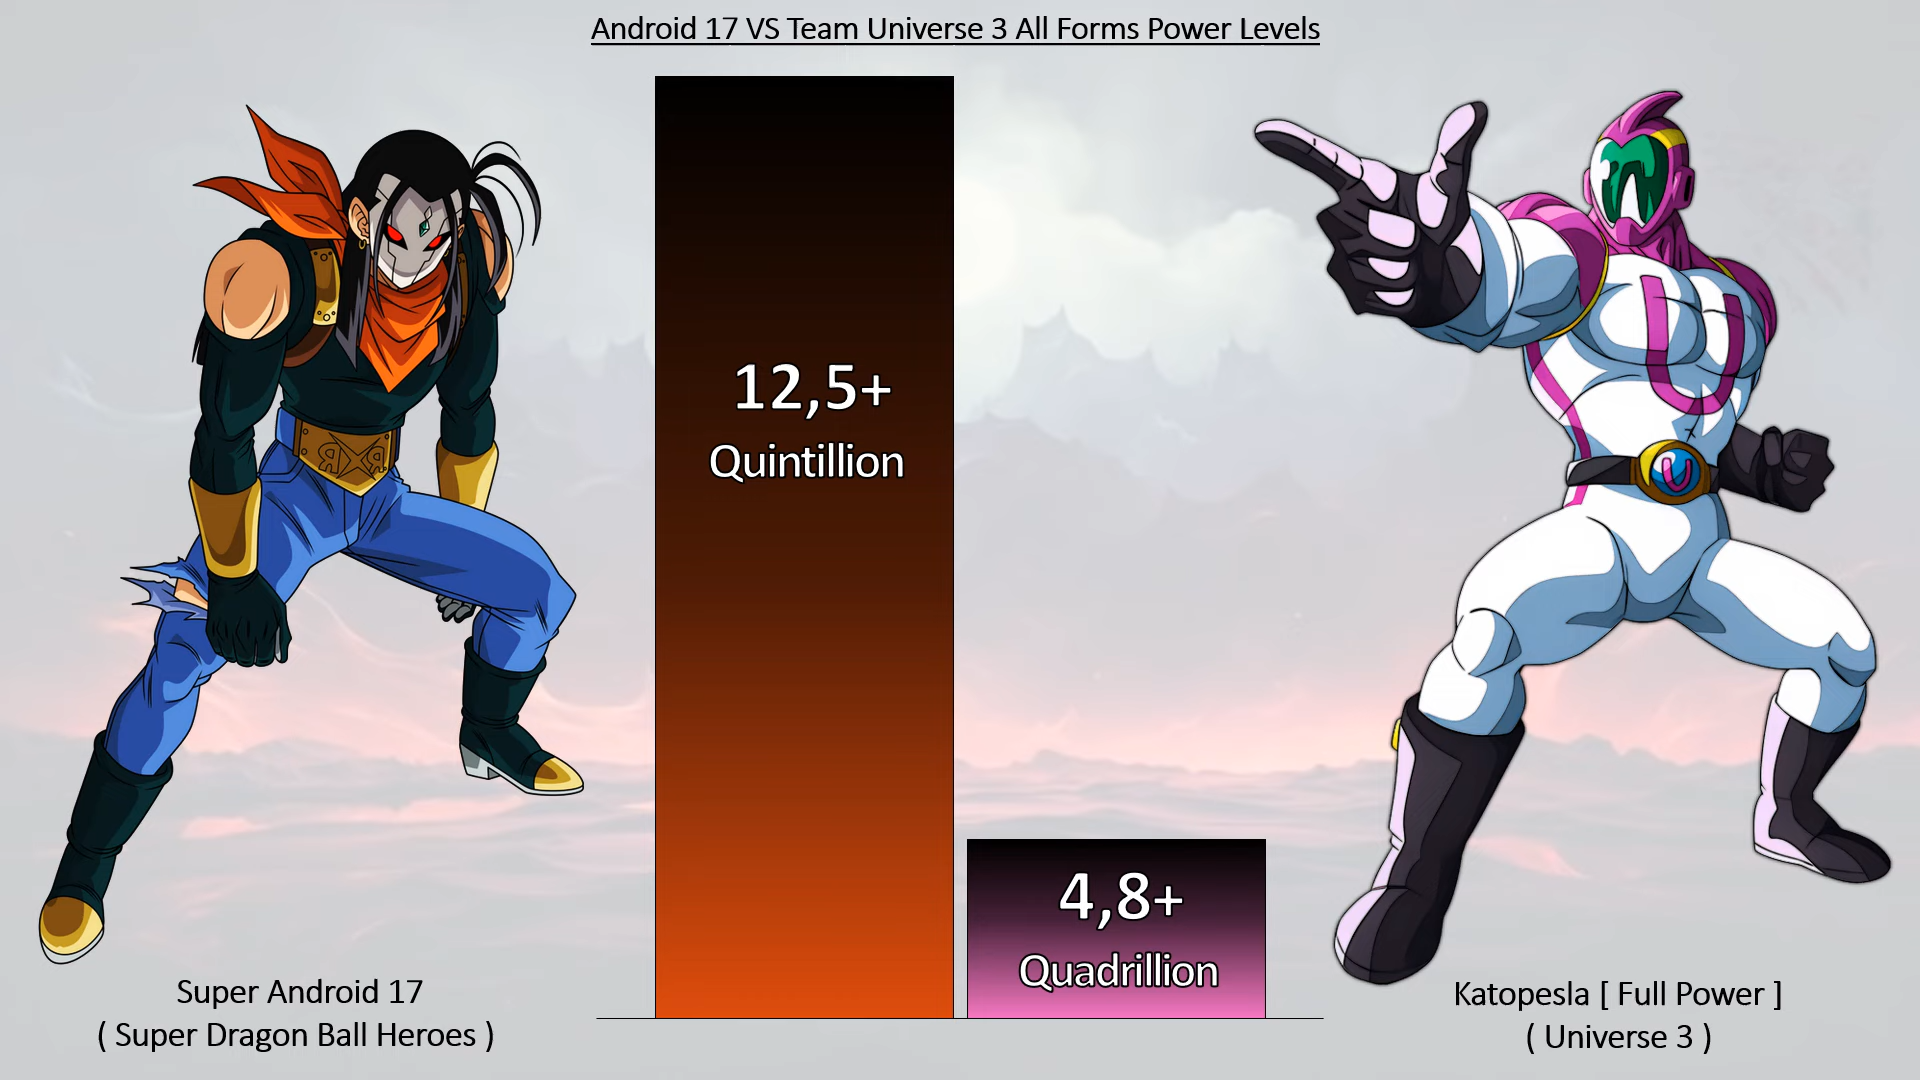 Android 17 VS Team Universe 3 All Forms Power Levels
12,5+
Quintillion
4,8+
Quadrillion
Super Android 17
( Super Dragon Ball Heroes )
Katopesla [ Full Power ]
( Universe 3 )